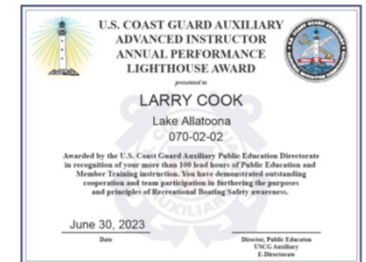 U.S. COAST GUARD AUXILIARY
ADVANCED INSTRUCTOR
ANNUAL PERFORMANCE
LIGHTHOUSE AWARD
presented to
LARRY COOK
Lake Allatoona
070-02-02
Awarded by the U.S. Coast Guard Auxiliary Public Education Directorate
in recognition of your more than 100 lead hours of Public Education and
Member Training instruction. You have demonstrated outstanding
cooperation and team participation in furthering the purposes
and principles of Recreational Boating Safety awareness.
June 30, 2023
Date
Director, Public Educaton
USCG Auxiliary
E-Directorate